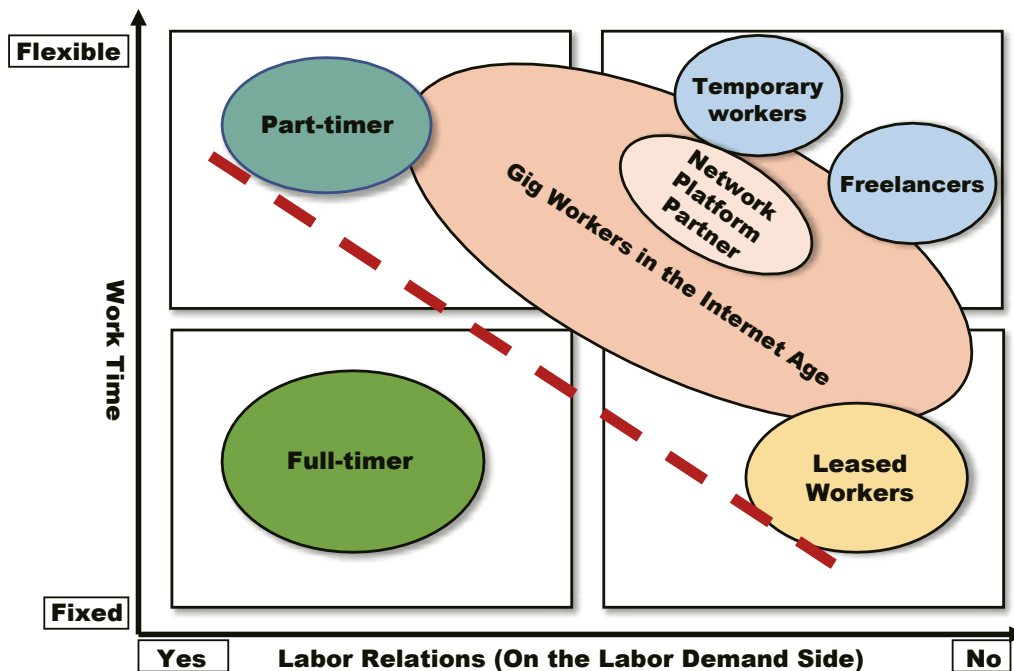 Flexible
Temporary
workers
Part-timer
Network
Platform
Partner
Freelancers
Gig Workers in the Internet Age
Work Time
Full-timer
Leased
Workers
Fixed
Yes
Labor Relations (On the Labor Demand Side)
No